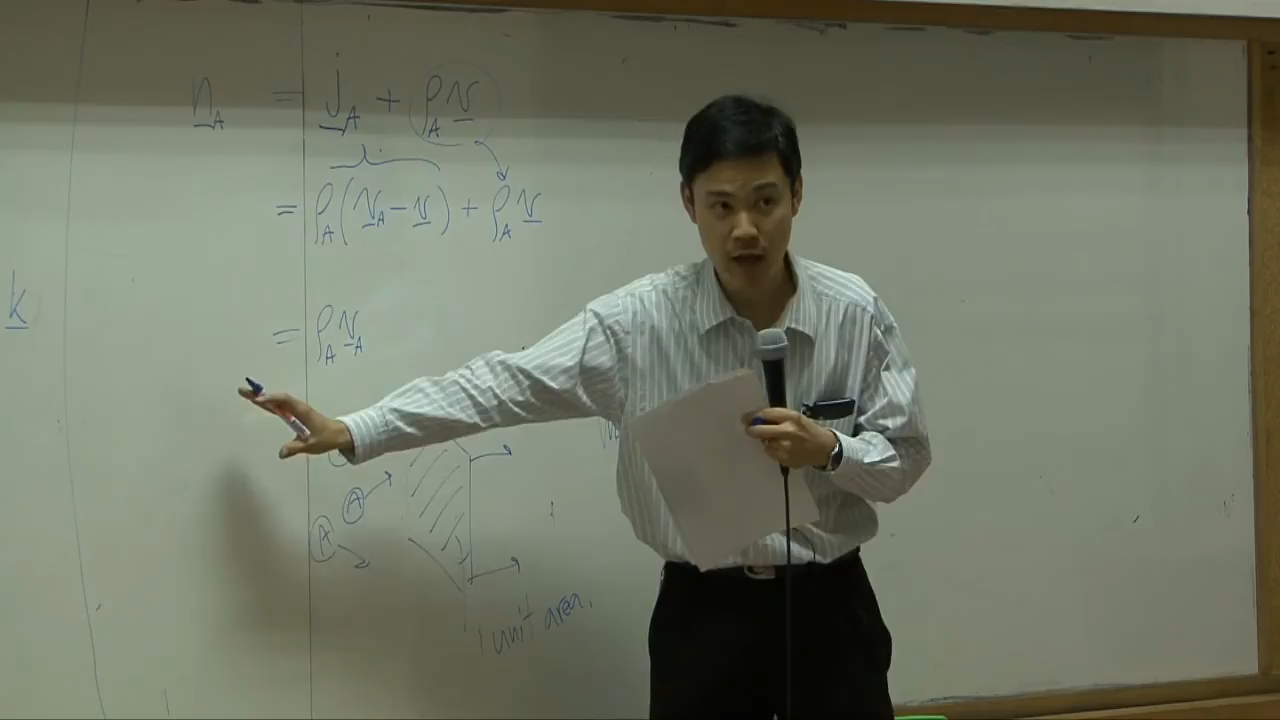 n_A = j_A + ρ_A v
= ρ_A (v_A - v) + ρ_A v
k
= ρ_A v_A
A
A
1 unit area.